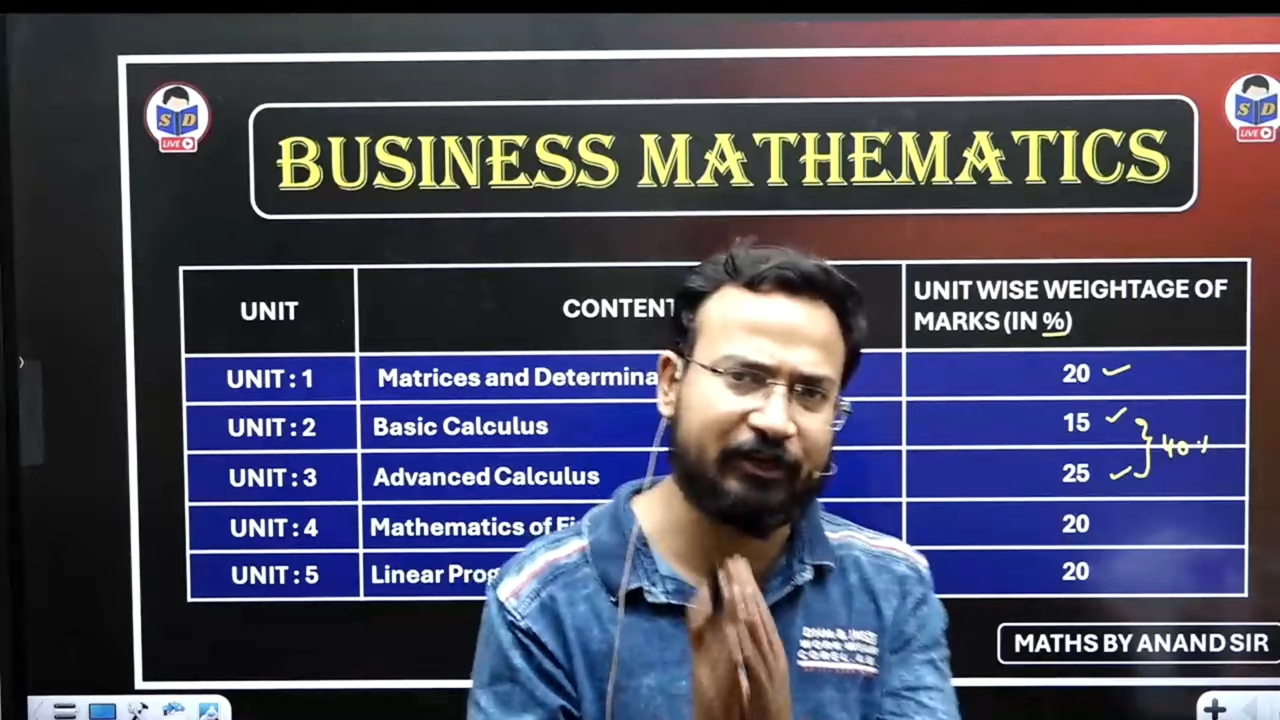 S D
LIVE
S D
LIVE
BUSINESS MATHEMATICS
UNIT
CONTENT
UNIT WISE WEIGHTAGE OF
MARKS (IN %)
UNIT : 1
Matrices and Determina
20
UNIT : 2
Basic Calculus
15
UNIT : 3
Advanced Calculus
25
40%
UNIT : 4
Mathematics of Fi
20
UNIT : 5
Linear Prog
20
MATHS BY ANAND SIR